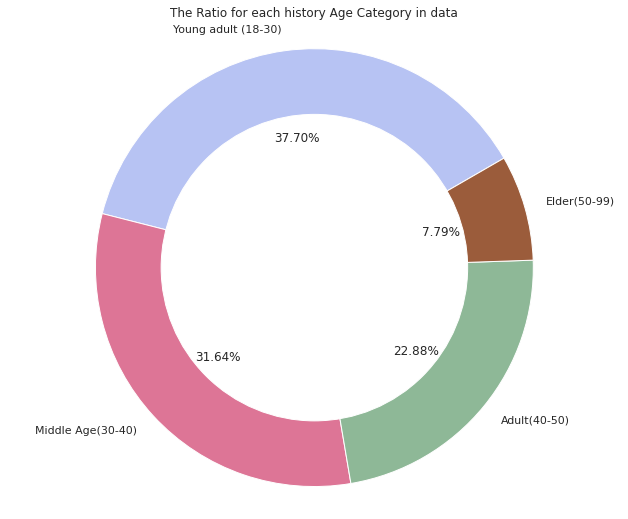 The Ratio for each history Age Category in data
Young adult (18-30)
37.70%
Elder(50-99)
7.79%
22.88%
31.64%
Adult(40-50)
Middle Age(30-40)